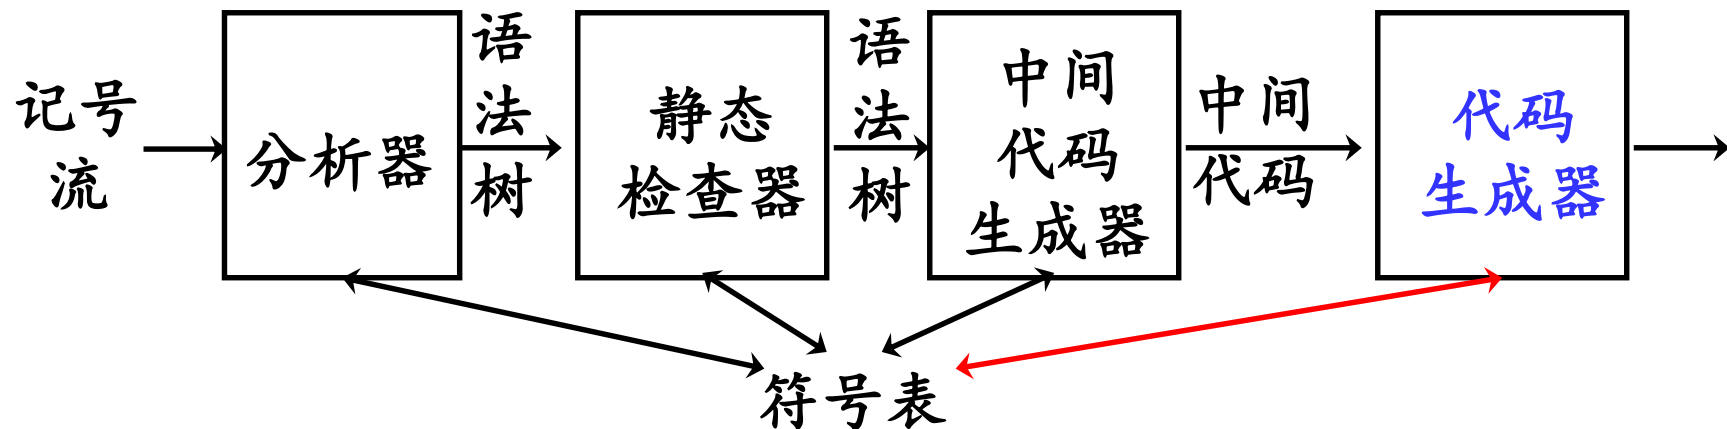 记号
流
分析器
语
法
树
静态
检查器
语
法
树
中间
代码
生成器
中间
代码
代码
生成器
符号表